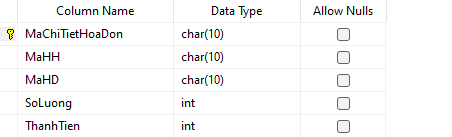 Column Name Data Type Allow Nulls
MaChiTietHoaDon char(10)
MaHH char(10)
MaHD char(10)
SoLuong int
ThanhTien int